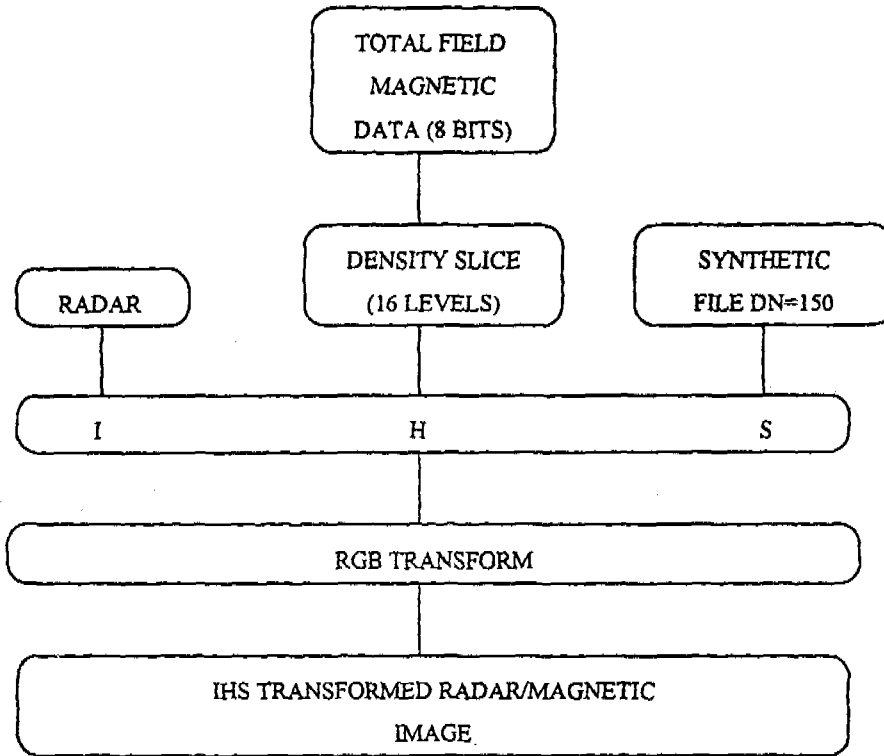 TOTAL FIELD
MAGNETIC
DATA (8 BITS)
DENSITY SLICE
(16 LEVELS)
SYNTHETIC
FILE DN=150
RADAR
I
H
S
RGB TRANSFORM
IHS TRANSFORMED RADAR/MAGNETIC
IMAGE